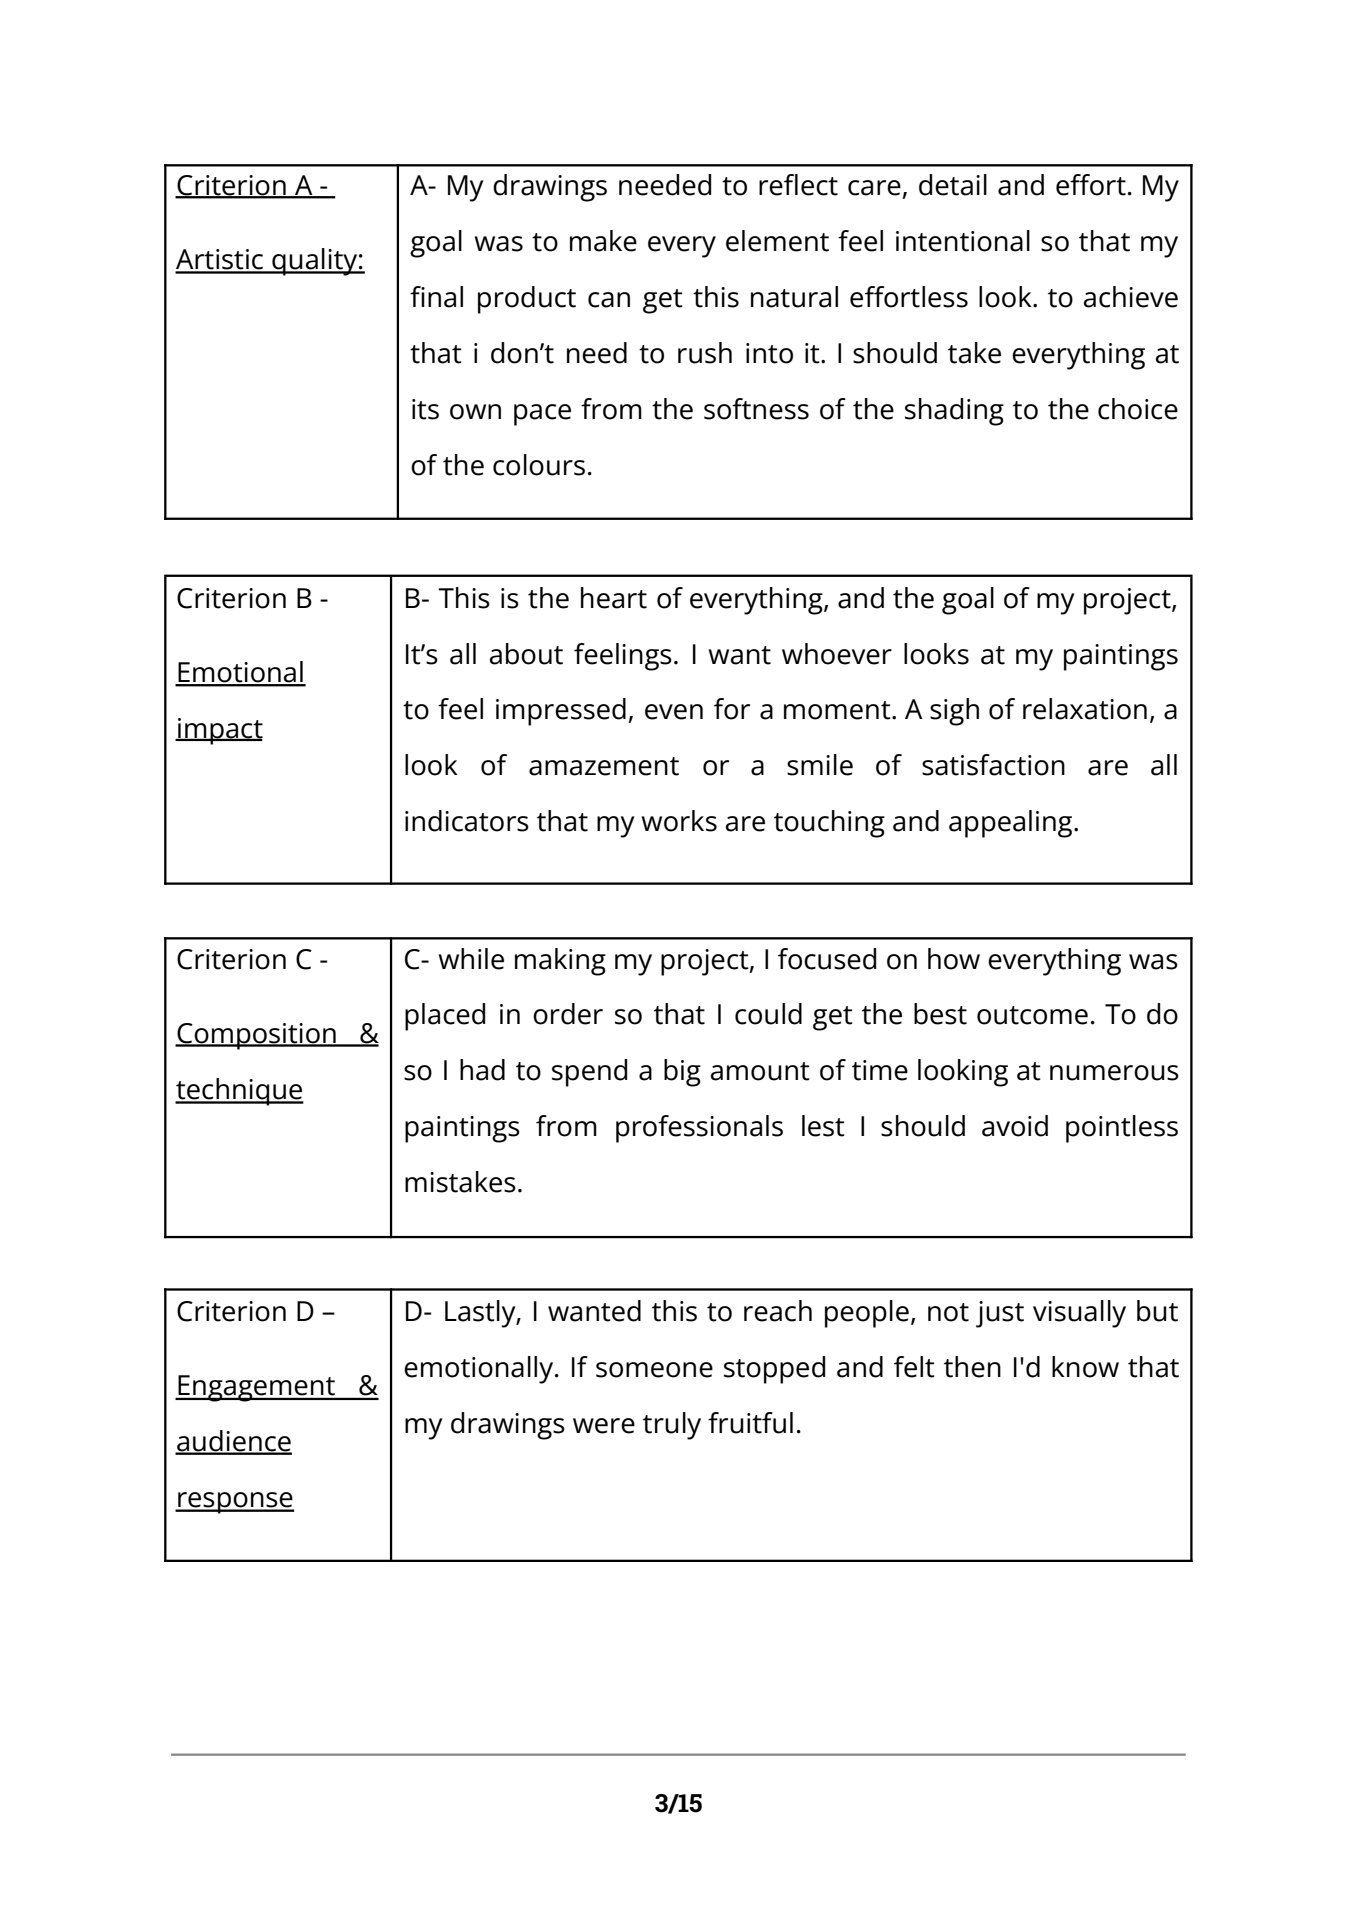 Criterion A -
Artistic quality:
A- My drawings needed to reflect care, detail and effort. My
goal was to make every element feel intentional so that my
final product can get this natural effortless look. to achieve
that i don’t need to rush into it. I should take everything at
its own pace from the softness of the shading to the choice
of the colours.
Criterion B -
Emotional
impact
B- This is the heart of everything, and the goal of my project,
It’s all about feelings. I want whoever looks at my paintings
to feel impressed, even for a moment. A sigh of relaxation, a
look of amazement or a smile of satisfaction are all
indicators that my works are touching and appealing.
Criterion C -
Composition &
technique
C- while making my project, I focused on how everything was
placed in order so that I could get the best outcome. To do
so I had to spend a big amount of time looking at numerous
paintings from professionals lest I should avoid pointless
mistakes.
Criterion D –
Engagement &
audience
response
D- Lastly, I wanted this to reach people, not just visually but
emotionally. If someone stopped and felt then I'd know that
my drawings were truly fruitful.
3/15